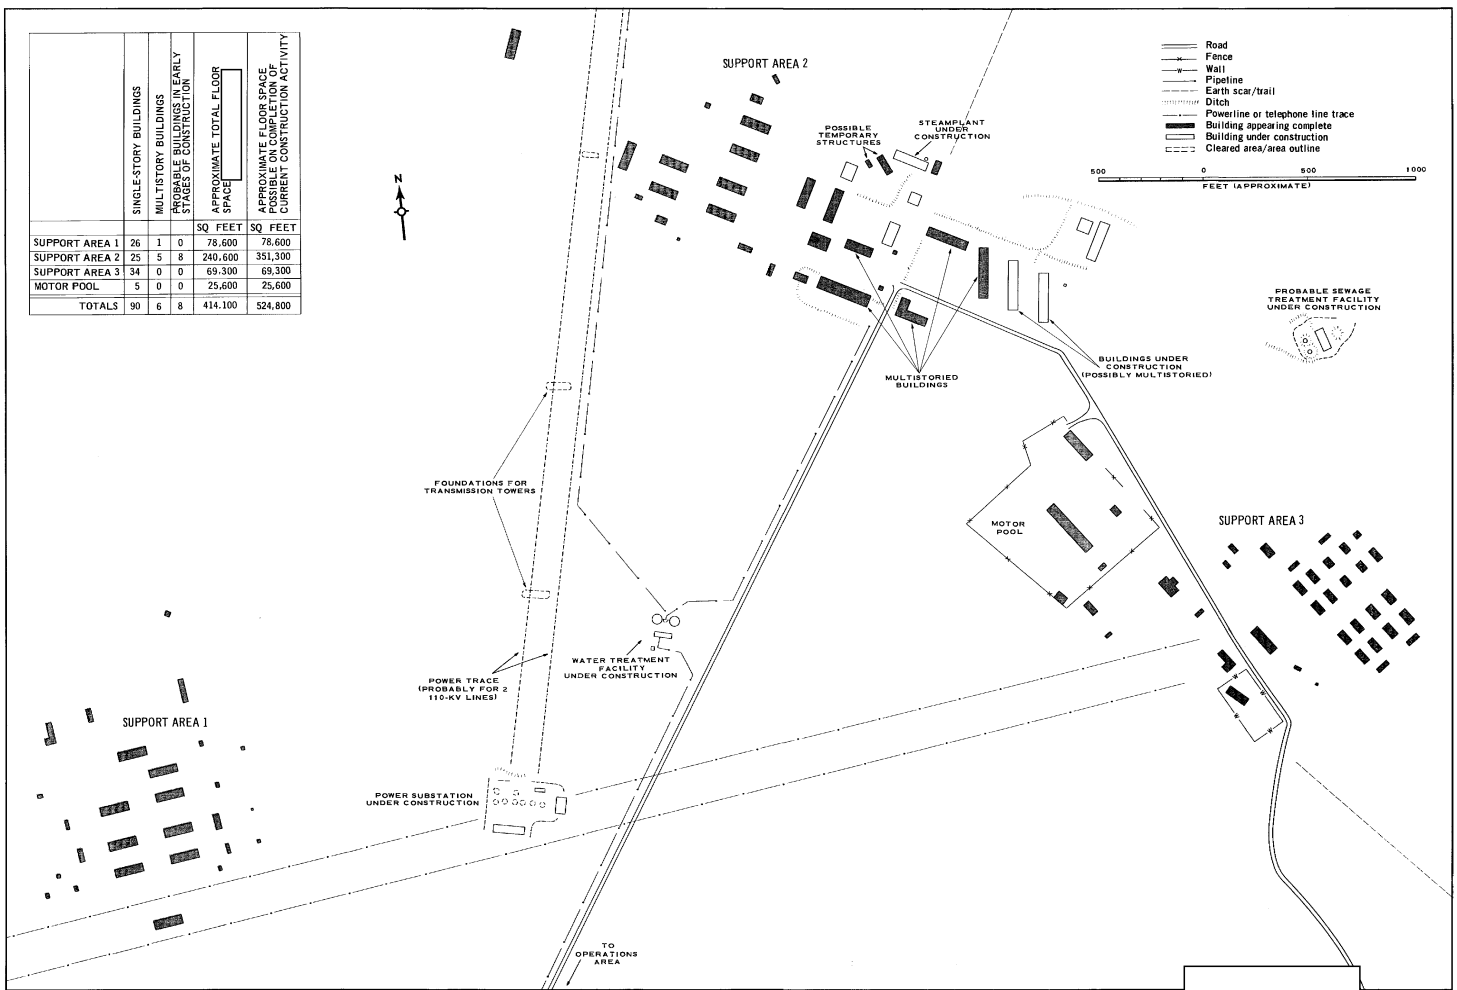 SINGLE-STORY BUILDINGS
MULTISTORY BUILDINGS
PROBABLE BUILDINGS IN EARLY
STAGES OF CONSTRUCTION
APPROXIMATE TOTAL FLOOR
SPACE
APPROXIMATE FLOOR SPACE
POSSIBLE ON COMPLETION OF
CURRENT CONSTRUCTION ACTIVITY
SQ FEET SQ FEET
SUPPORT AREA 1 26 1 0 78,600 78,600
SUPPORT AREA 2 25 5 8 240,600 351,300
SUPPORT AREA 3 34 0 0 69,300 69,300
MOTOR POOL 5 0 0 25,600 25,600
TOTALS 90 6 8 414,100 524,800
N
SUPPORT AREA 2
POSSIBLE
TEMPORARY
STRUCTURES
STEAMPLANT
UNDER
CONSTRUCTION
Road
Fence
W Wall
Pipeline
Earth scar/trail
Ditch
Powerline or telephone line trace
Building appearing complete
Building under construction
Cleared area/area outline
500 0 500 1000
FEET (APPROXIMATE)
PROBABLE SEWAGE
TREATMENT FACILITY
UNDER CONSTRUCTION
MULTISTORIED
BUILDINGS
BUILDINGS UNDER
CONSTRUCTION
(POSSIBLY MULTISTORIED)
FOUNDATIONS FOR
TRANSMISSION TOWERS
MOTOR
POOL
SUPPORT AREA 3
WATER TREATMENT
FACILITY
UNDER CONSTRUCTION
POWER TRACE
(PROBABLY FOR 2
110-KV LINES)
W
W
W
W
SUPPORT AREA 1
POWER SUBSTATION
UNDER CONSTRUCTION
TO
OPERATIONS
AREA